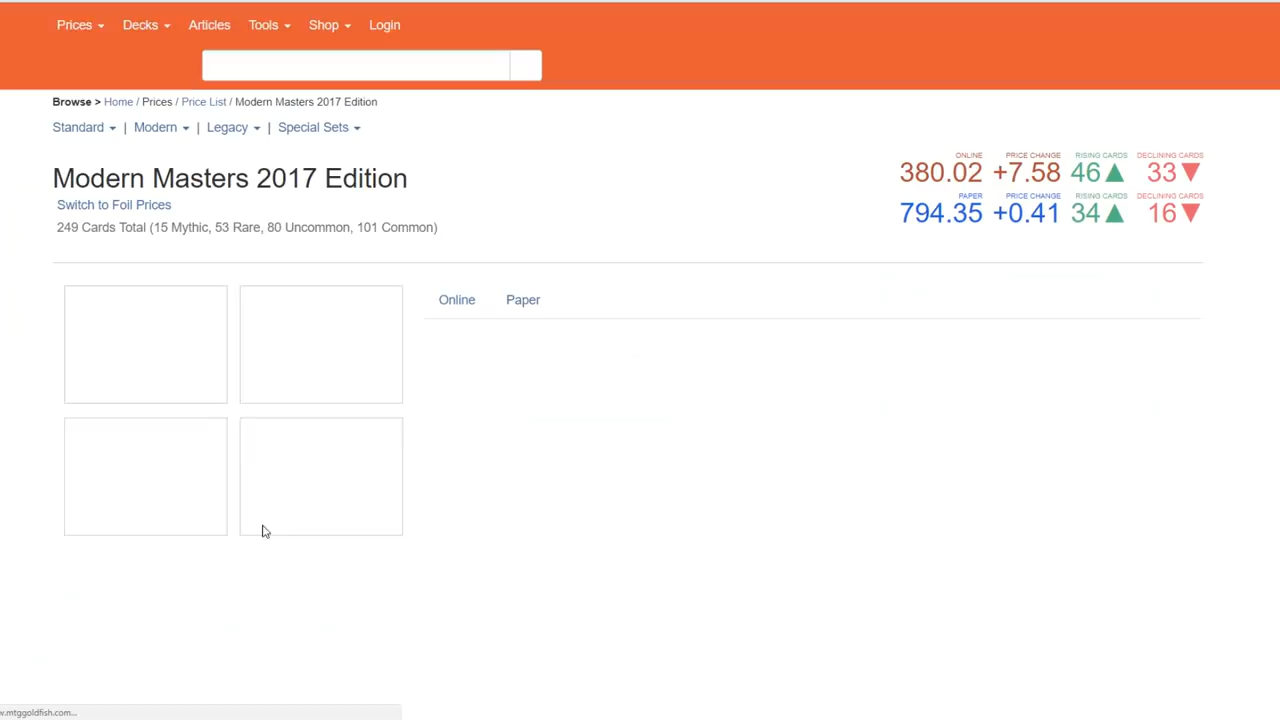 Prices Decks Articles Tools Shop Login
Browse > Home / Prices / Price List / Modern Masters 2017 Edition
Standard | Modern | Legacy | Special Sets
Modern Masters 2017 Edition
Switch to Foil Prices
249 Cards Total (15 Mythic, 53 Rare, 80 Uncommon, 101 Common)
ONLINE PRICE CHANGE RISING CARDS DECLINING CARDS
380.02 +7.58 46 33
PAPER PRICE CHANGE RISING CARDS DECLINING CARDS
794.35 +0.41 34 16
Online Paper
w.mtggoldfish.com...